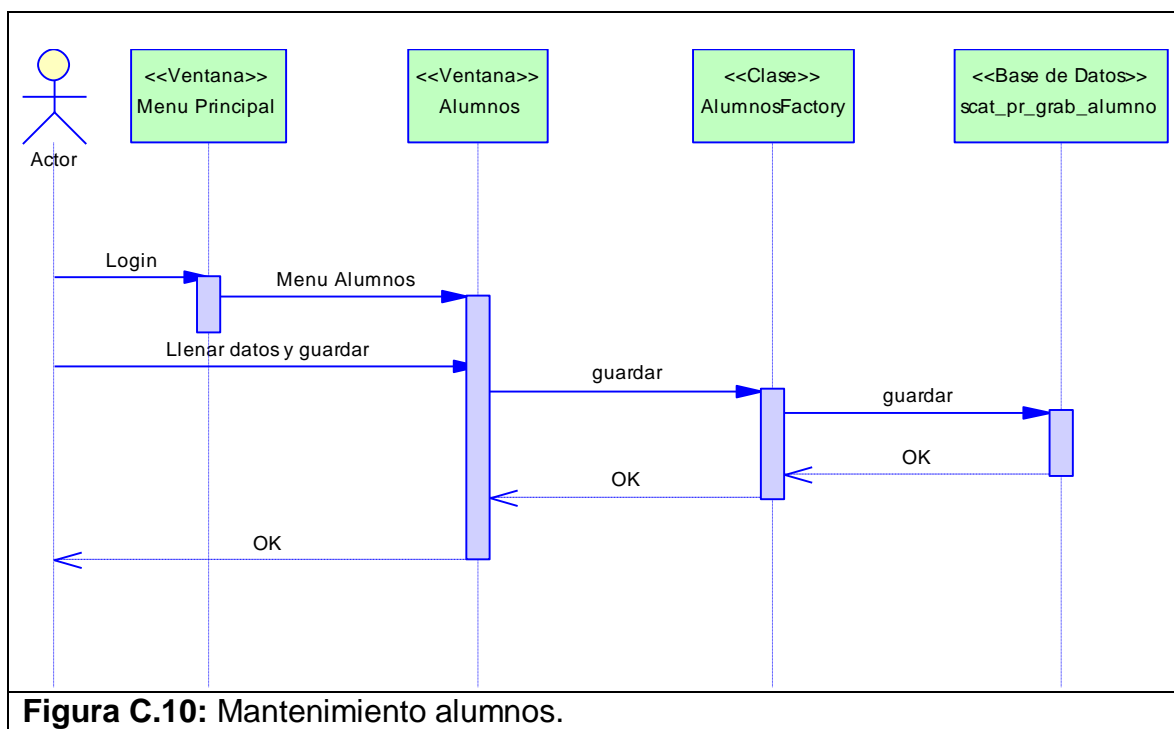 <<Ventana>>
Menu Principal
<<Ventana>>
Alumnos
<<Clase>>
AlumnosFactory
<<Base de Datos>>
scat_pr_grab_alumno
Actor
Login
Menu Alumnos
Llenar datos y guardar
guardar
guardar
OK
OK
OK
Figura C.10: Mantenimiento alumnos.